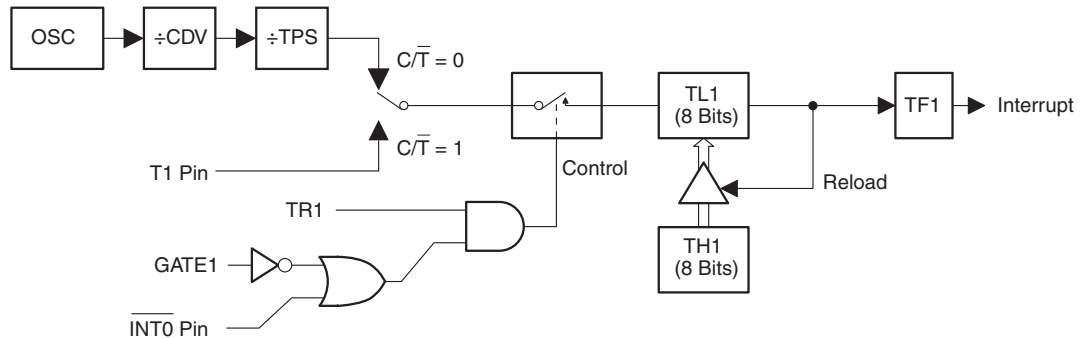 OSC
÷CDV
÷TPS
C/T̅ = 0
C/T̅ = 1
T1 Pin
Control
TL1
(8 Bits)
TF1
Interrupt
Reload
TR1
TH1
(8 Bits)
GATE1
I̅N̅T̅0̅ Pin